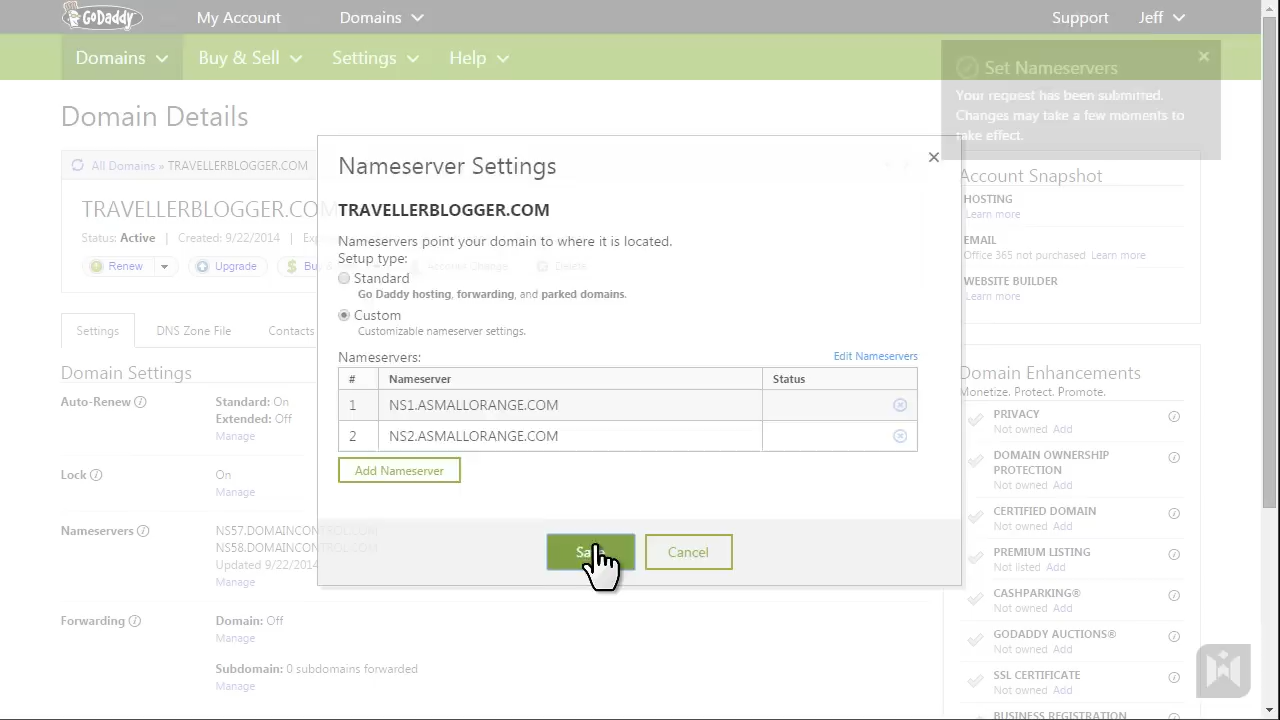 GoDaddy
My Account
Domains
Support
Jeff
Domains
Buy & Sell
Settings
Help
Set Nameservers
Your request has been submitted.
Changes may take a few moments to
take effect.
Domain Details
All Domains » TRAVELLERBLOGGER.COM
TRAVELLERBLOGGER.COM
Status: Active | Created: 9/22/2014 |
Renew
Upgrade
Delete
Settings
DNS Zone File
Contacts
Domain Settings
Auto-Renew
Standard: On
Extended: Off
Manage
Lock
On
Manage
Nameservers
NS57.DOMAINCONTROL.COM
NS58.DOMAINCONTROL.COM
Updated 9/22/2014
Manage
Forwarding
Domain: Off
Manage
Subdomain: 0 subdomains forwarded
Manage
Nameserver Settings
TRAVELLERBLOGGER.COM
Nameservers point your domain to where it is located.
Setup type:
Standard
Go Daddy hosting, forwarding, and parked domains.
Custom
Customizable nameserver settings.
Nameservers:
Edit Nameservers
# Nameserver Status
1 NS1.ASMALLORANGE.COM
2 NS2.ASMALLORANGE.COM
Add Nameserver
Save
Cancel
Account Snapshot
HOSTING
Learn more
EMAIL
Office 365 not purchased Learn more
WEBSITE BUILDER
Learn more
Domain Enhancements
Monetize. Protect. Promote.
PRIVACY
Not owned Add
DOMAIN OWNERSHIP
PROTECTION
Not owned Add
CERTIFIED DOMAIN
Not owned Add
PREMIUM LISTING
Not listed Add
CASHPARKING®
Not owned Add
GODADDY AUCTIONS®
Not owned Add
SSL CERTIFICATE
Not owned Add
BUSINESS REGISTRATION